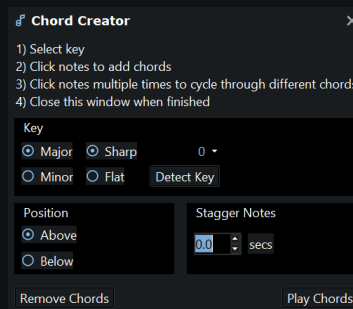 Chord Creator
1) Select key
2) Click notes to add chords
3) Click notes multiple times to cycle through different chords
4) Close this window when finished
Key
Major Sharp 0
Minor Flat Detect Key
Position Stagger Notes
Above
0.0 secs
Below
Remove Chords Play Chords